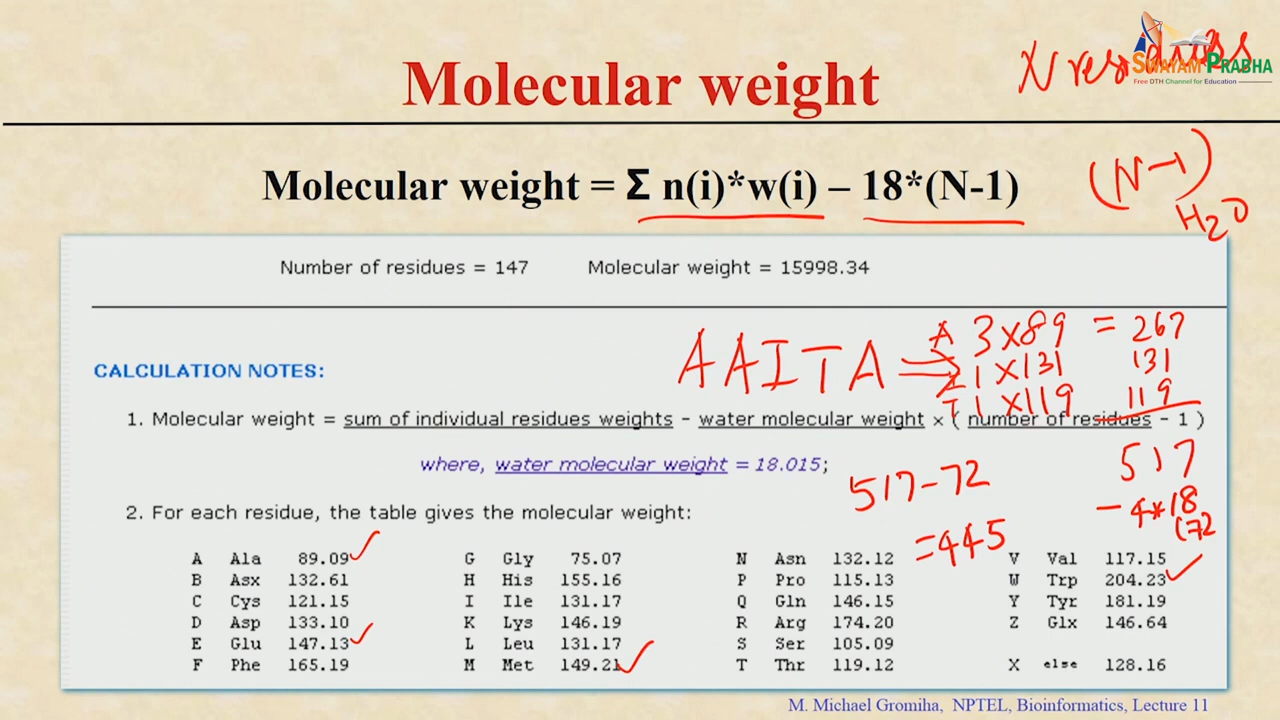 N residues
SWAYAM PRABHA
Free DTH Channel for Education
Molecular weight
Molecular weight = Σ n(i)*w(i) – 18*(N-1)
(N-1)
H2O
Number of residues = 147 Molecular weight = 15998.34
AAITA ⇒ A 3×89 = 267
I 1×131 131
T 1×119 119
CALCULATION NOTES:
1. Molecular weight = sum of individual residues weights - water molecular weight × ( number of residues - 1 )
517
where, water molecular weight = 18.015;
517-72
- 4*18
(72
=445
2. For each residue, the table gives the molecular weight:
A Ala 89.09 G Gly 75.07 N Asn 132.12 V Val 117.15
B Asx 132.61 H His 155.16 P Pro 115.13 W Trp 204.23
C Cys 121.15 I Ile 131.17 Q Gln 146.15 Y Tyr 181.19
D Asp 133.10 K Lys 146.19 R Arg 174.20 Z Glx 146.64
E Glu 147.13 L Leu 131.17 S Ser 105.09
F Phe 165.19 M Met 149.21 T Thr 119.12 X else 128.16
M. Michael Gromiha, NPTEL, Bioinformatics, Lecture 11